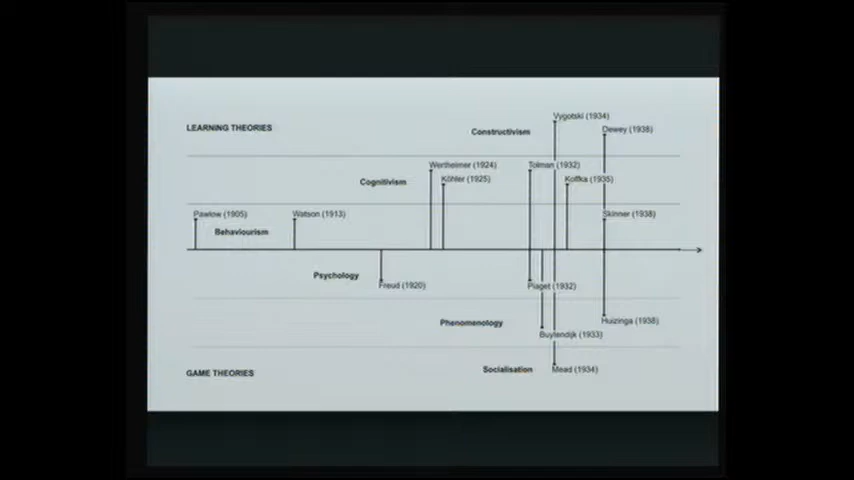 Vygotski (1934)
LEARNING THEORIES
Constructivism
Dewey (1938)
Wertheimer (1924)
Tolman (1932)
Cognitivism
Köhler (1925)
Koffka (1935)
Pawlow (1905)
Watson (1913)
Skinner (1938)
Behaviourism
Psychology
Freud (1920)
Piaget (1932)
Phenomenology
Huizinga (1938)
Buytendijk (1933)
GAME THEORIES
Socialisation
Mead (1934)